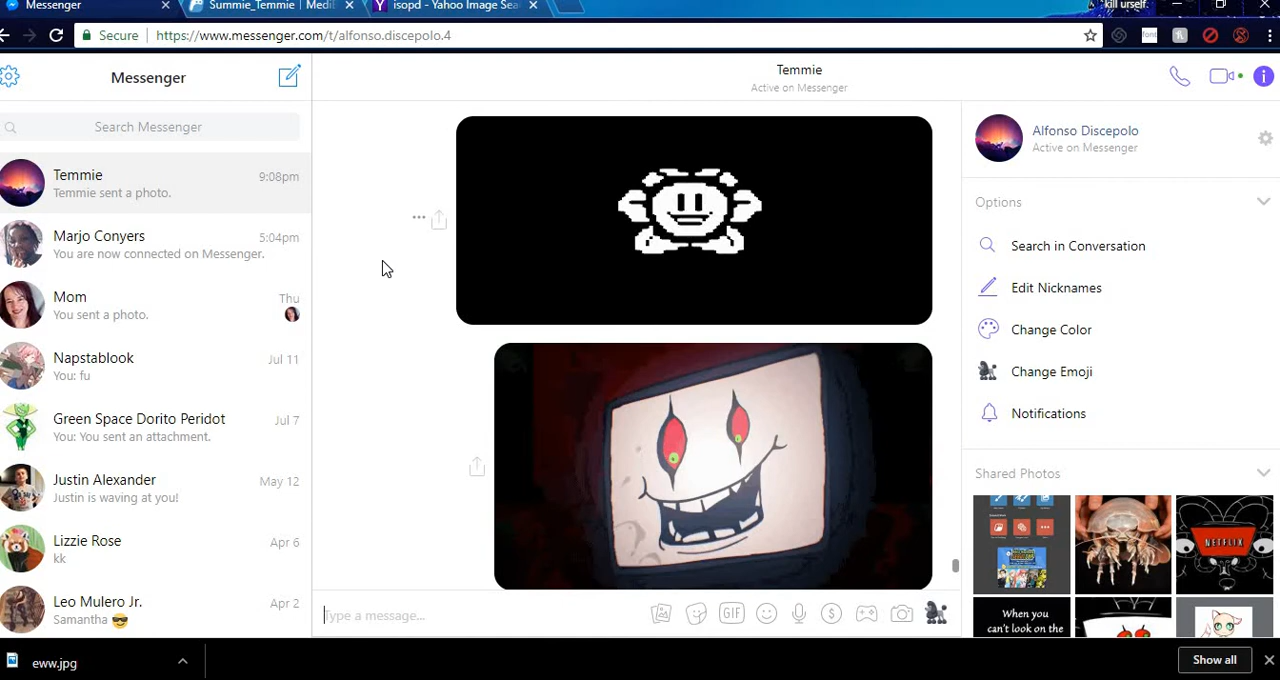 Messenger
Summie_Temmie | Medi
isopd - Yahoo Image Sea
kill urself.
Secure
https://www.messenger.com/t/alfonso.discepolo.4
Messenger
Search Messenger
Temmie
9:08pm
Temmie sent a photo.
Marjo Conyers
5:04pm
You are now connected on Messenger.
Mom
Thu
You sent a photo.
Napstablook
Jul 11
You: fu
Green Space Dorito Peridot
Jul 7
You: You sent an attachment.
Justin Alexander
May 12
Justin is waving at you!
Lizzie Rose
Apr 6
kk
Leo Mulero Jr.
Apr 2
Samantha 😎
Temmie
Active on Messenger
Type a message...
GIF
Alfonso Discepolo
Active on Messenger
Options
Search in Conversation
Edit Nicknames
Change Color
Change Emoji
Notifications
Shared Photos
NETFLIX
When you
can't look on the
eww.jpg
Show all